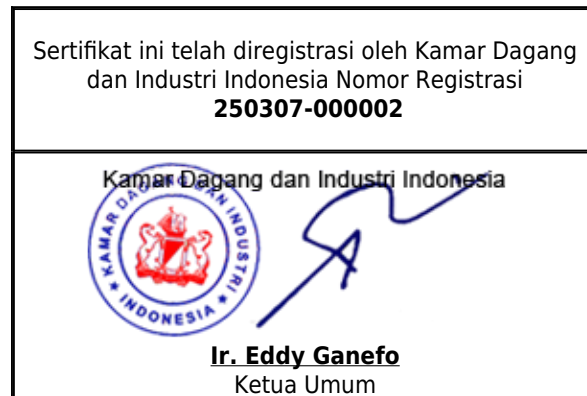 Sertifikat ini telah diregistrasi oleh Kamar Dagang
dan Industri Indonesia Nomor Registrasi
250307-000002
Kamar Dagang dan Industri Indonesia
KAMAR DAGANG DAN INDUSTRI
INDONESIA
Ir. Eddy Ganefo
Ketua Umum